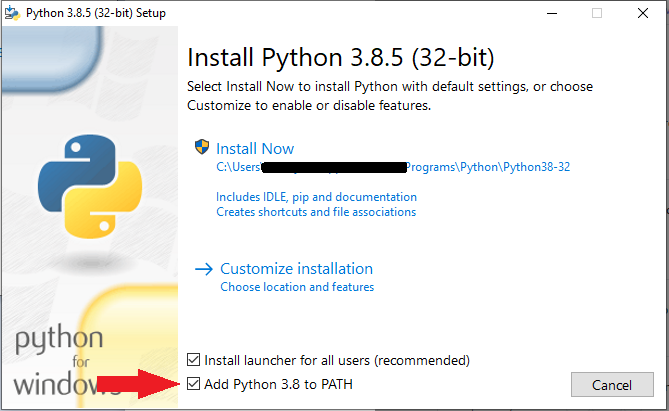 Python 3.8.5 (32-bit) Setup
Install Python 3.8.5 (32-bit)
Select Install Now to install Python with default settings, or choose
Customize to enable or disable features.
Install Now
C:\Users Programs\Python\Python38-32
Includes IDLE, pip and documentation
Creates shortcuts and file associations
Customize installation
Choose location and features
python
for
windows
Install launcher for all users (recommended)
Add Python 3.8 to PATH
Cancel